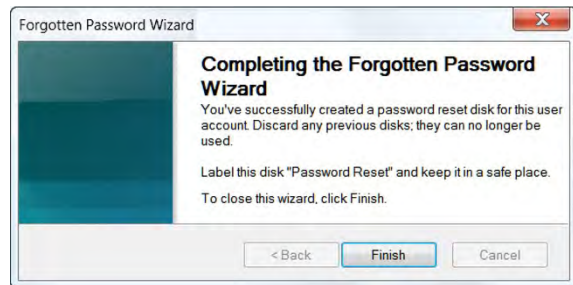 Forgotten Password Wizard
Completing the Forgotten Password
Wizard
You've successfully created a password reset disk for this user
account. Discard any previous disks; they can no longer be
used.
Label this disk "Password Reset" and keep it in a safe place.
To close this wizard, click Finish.
< Back
Finish
Cancel